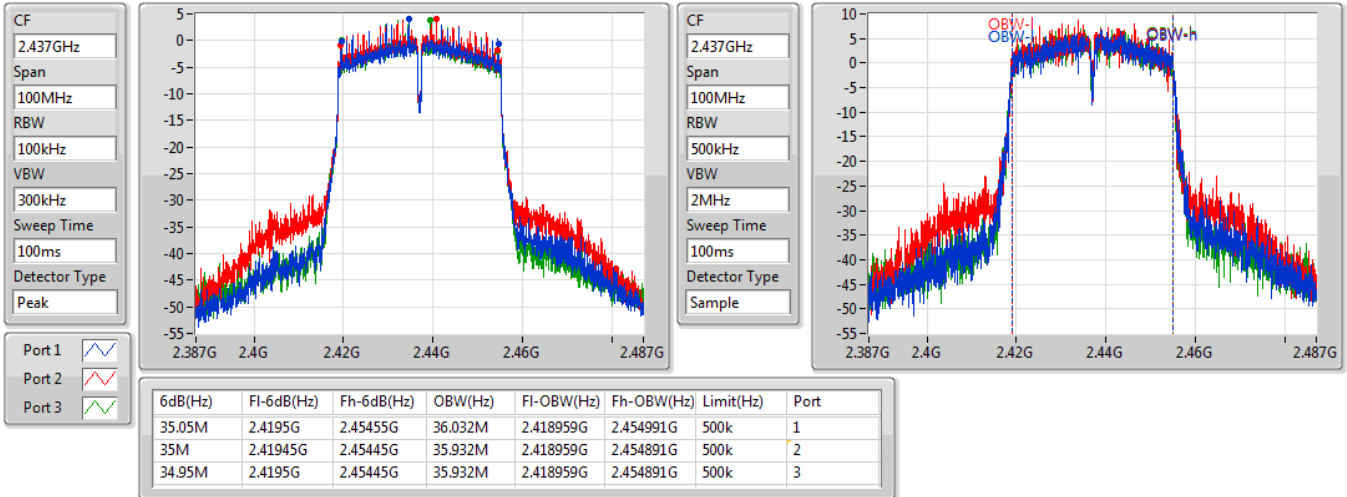 CF
2.437GHz
Span
100MHz
RBW
100kHz
VBW
300kHz
Sweep Time
100ms
Detector Type
Peak
5
0
-5
-10
-15
-20
-25
-30
-35
-40
-45
-50
-55
2.387G 2.4G 2.42G 2.44G 2.46G 2.487G
CF
2.437GHz
Span
100MHz
RBW
500kHz
VBW
2MHz
Sweep Time
100ms
Detector Type
Sample
10
5
0
-5
-10
-15
-20
-25
-30
-35
-40
-45
-50
-55
OBW-l
OBW-l
OBW-h
2.387G 2.4G 2.42G 2.44G 2.46G 2.487G
Port 1
Port 2
Port 3
6dB(Hz) Fl-6dB(Hz) Fh-6dB(Hz) OBW(Hz) Fl-OBW(Hz) Fh-OBW(Hz) Limit(Hz) Port
35.05M 2.4195G 2.45455G 36.032M 2.418959G 2.454991G 500k 1
35M 2.41945G 2.45445G 35.932M 2.418959G 2.454891G 500k 2
34.95M 2.4195G 2.45445G 35.932M 2.418959G 2.454891G 500k 3